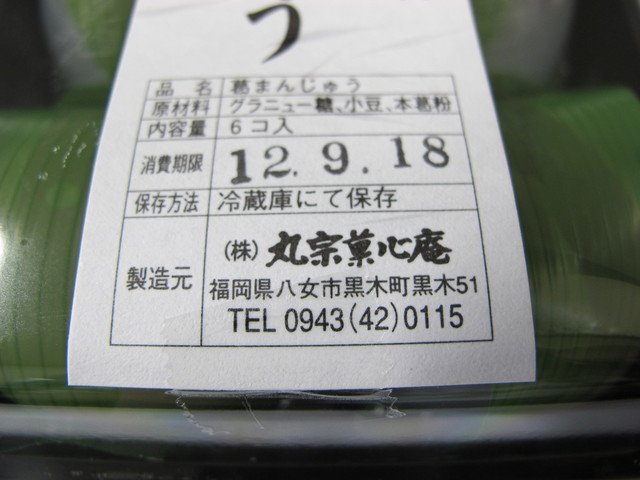 う
品名 葛まんじゅう
原材料 グラニュー糖、小豆、本葛粉
内容量 6コ入
消費期限 12.9.18
保存方法 冷蔵庫にて保存
製造元 (株)丸宗菓心庵
福岡県八女市黒木町黒木51
TEL 0943(42)0115